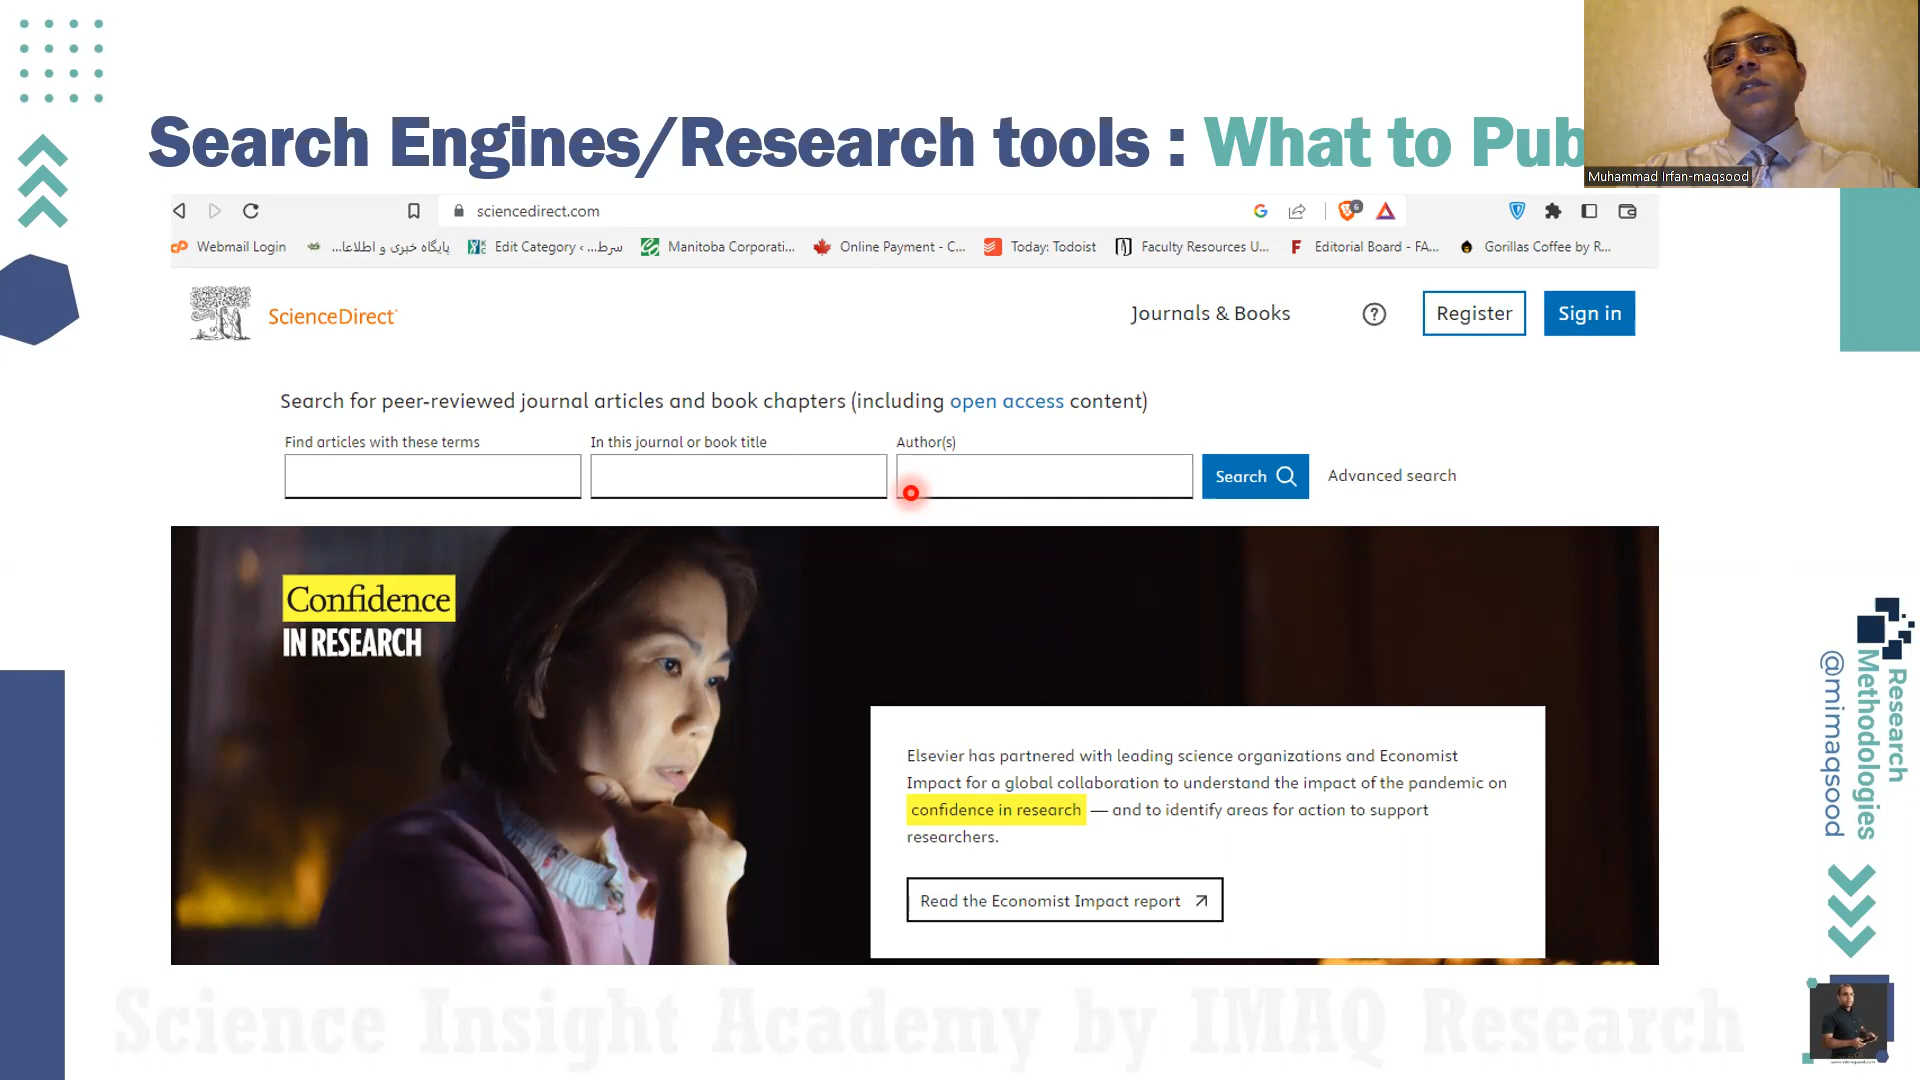 Search Engines/Research tools : What to Pub
Muhammad Irfan-maqsood
sciencedirect.com
6
Webmail Login
پایگاه خبری و اطلاعا...
Edit Category ‹ سرط...
Manitoba Corporati...
Online Payment - C...
Today: Todoist
Faculty Resources U...
Editorial Board - FA...
Gorillas Coffee by R...
ScienceDirect
Journals & Books
?
Register
Sign in
Search for peer-reviewed journal articles and book chapters (including open access content)
Find articles with these terms
In this journal or book title
Author(s)
Search
Advanced search
Confidence
IN RESEARCH
Elsevier has partnered with leading science organizations and Economist
Impact for a global collaboration to understand the impact of the pandemic on
confidence in research — and to identify areas for action to support
researchers.
Read the Economist Impact report
Research
Methodologies
@mimaqsood
Science Insight Academy by IMAQ Research